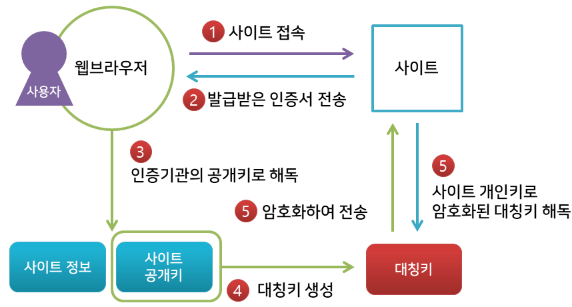 1 사이트 접속
웹브라우저
사용자
사이트
2 발급받은 인증서 전송
3
인증기관의 공개키로 해독
5
사이트 개인키로
암호화된 대칭키 해독
5 암호화하여 전송
사이트 정보
사이트
공개키
대칭키
4 대칭키 생성